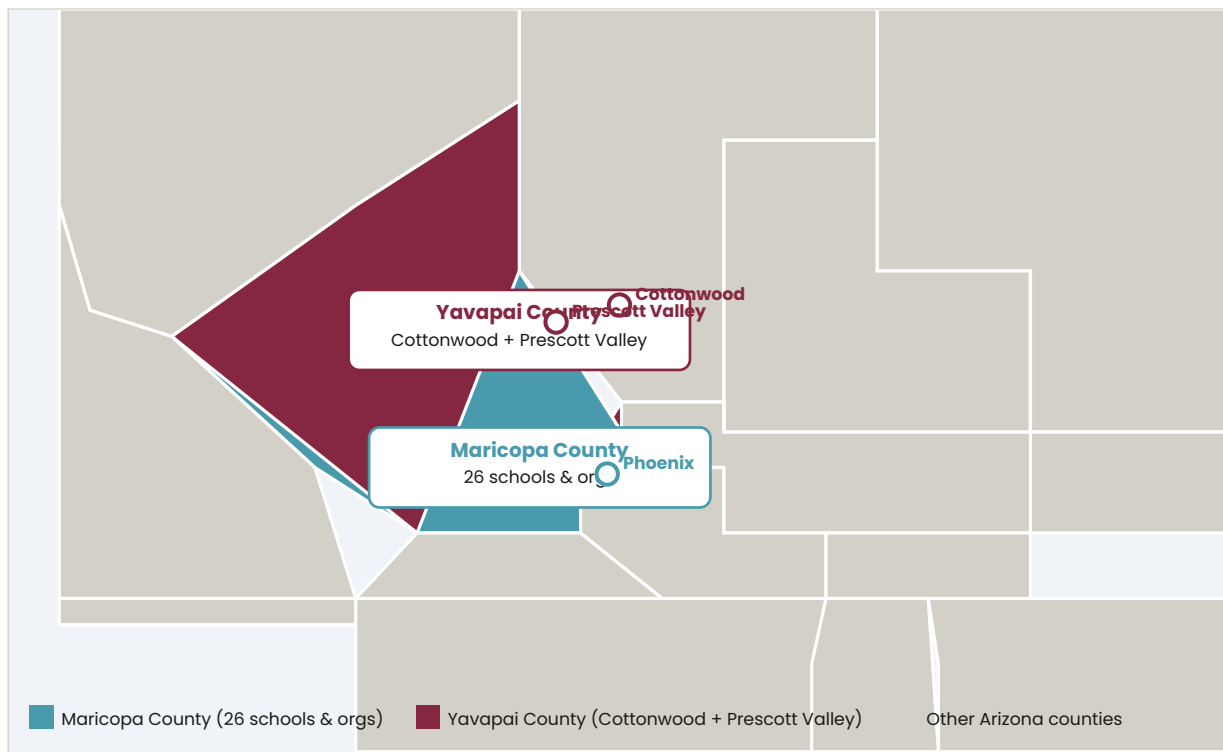 Cottonwood
Yavapai County
Prescott Valley
Cottonwood + Prescott Valley
Maricopa County
Phoenix
26 schools & orgs
Maricopa County (26 schools & orgs)
Yavapai County (Cottonwood + Prescott Valley)
Other Arizona counties